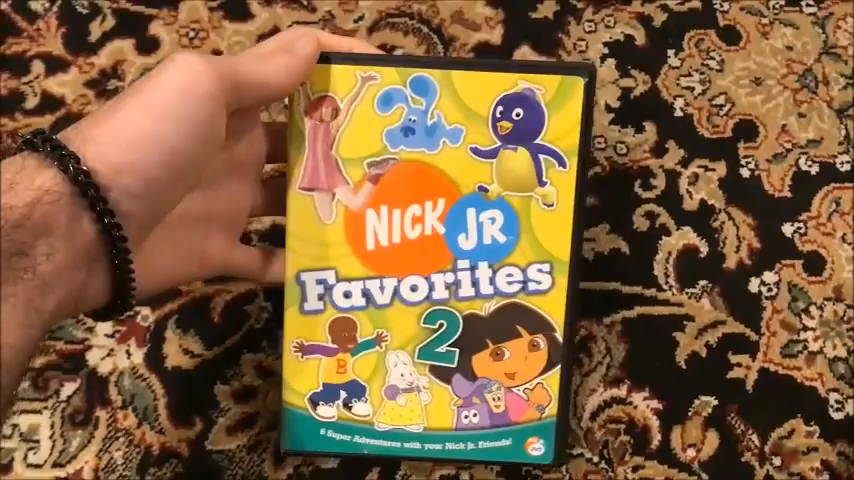 NICK JR
Favorites
2
B
6 Super Adventures with your Nick Jr. Friends!